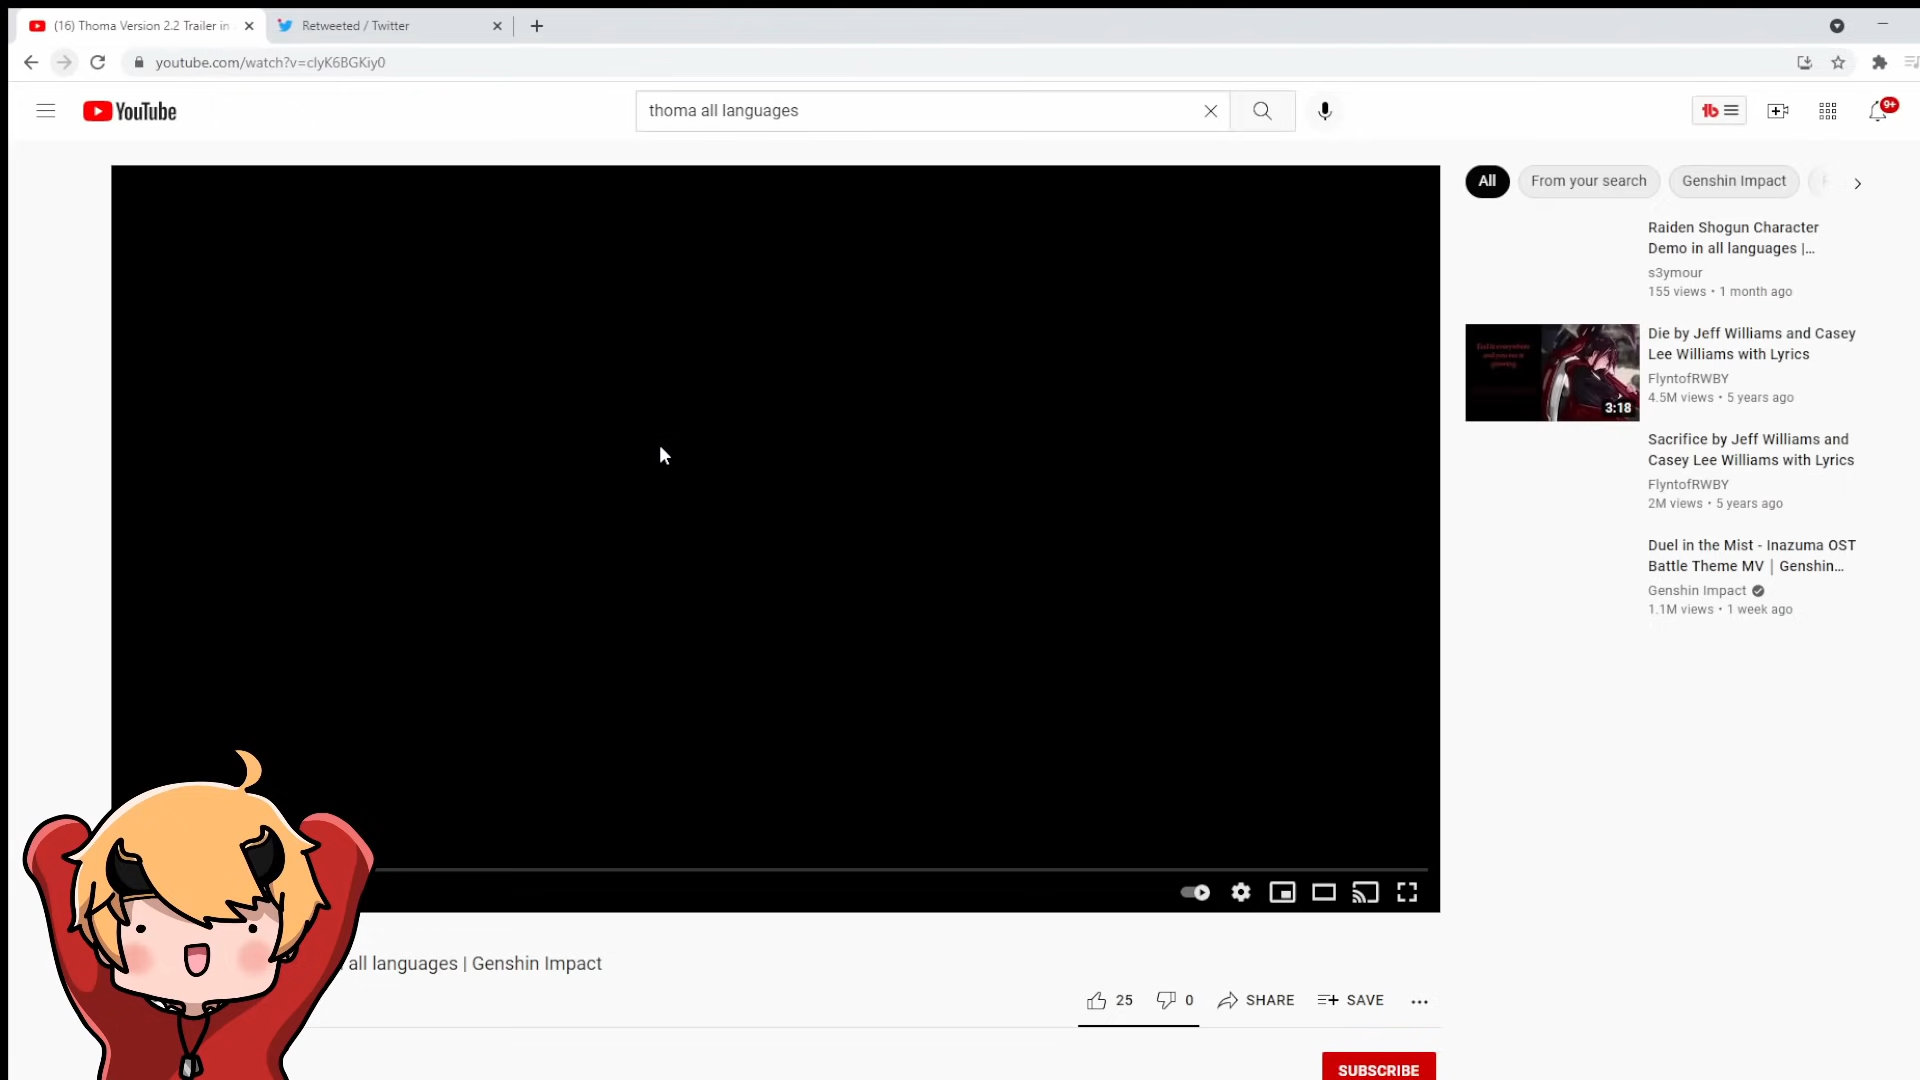 (16) Thoma Version 2.2 Trailer in
Retweeted / Twitter
youtube.com/watch?v=clyK6BGKiy0
YouTube
thoma all languages
9+
All
From your search
Genshin Impact
Raiden Shogun Character
Demo in all languages |...
s3ymour
155 views • 1 month ago
3:18
Die by Jeff Williams and Casey
Lee Williams with Lyrics
FlyntofRWBY
4.5M views • 5 years ago
Sacrifice by Jeff Williams and
Casey Lee Williams with Lyrics
FlyntofRWBY
2M views • 5 years ago
Duel in the Mist - Inazuma OST
Battle Theme MV | Genshin...
Genshin Impact
1.1M views • 1 week ago
all languages | Genshin Impact
25
0
SHARE
SAVE
SUBSCRIBE